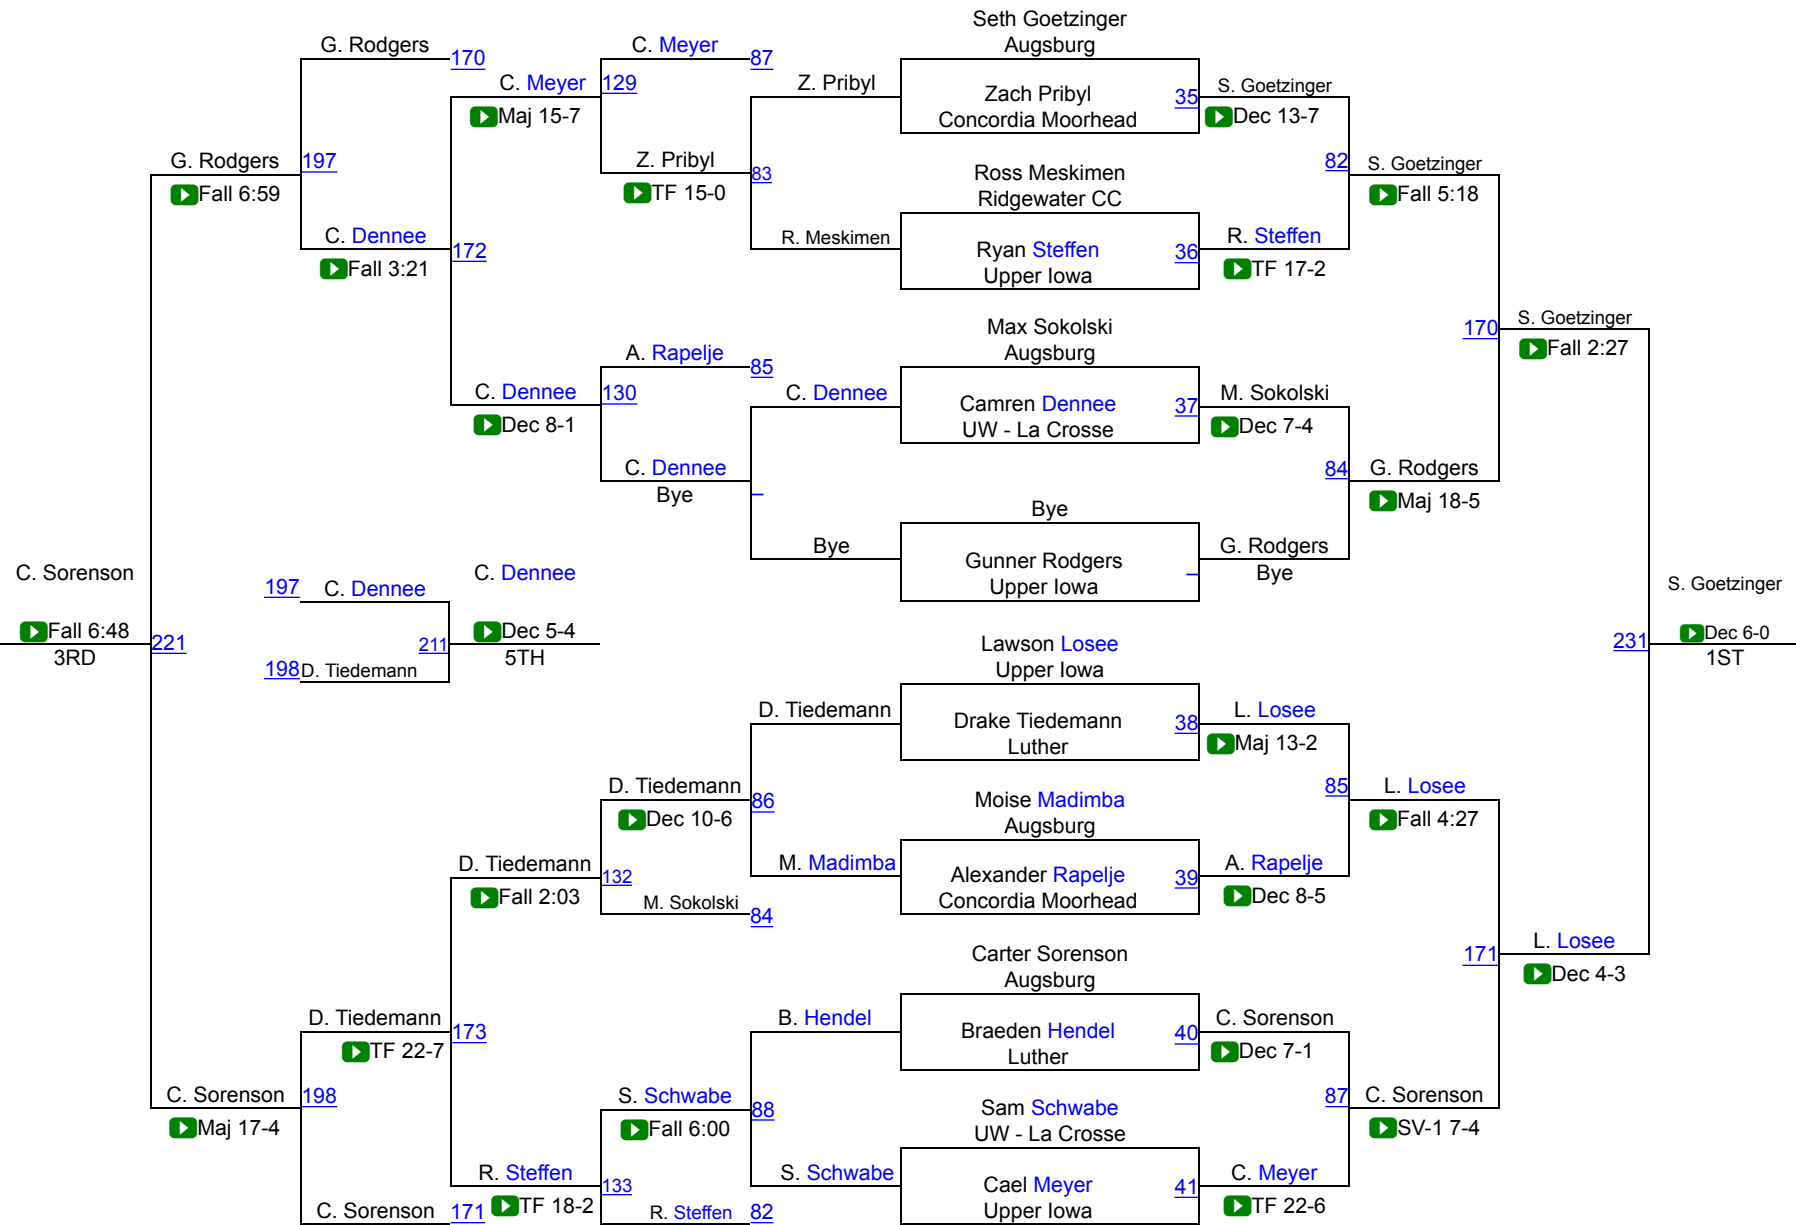 Seth Goetzinger
Augsburg
G. Rodgers
170
C. Meyer
87
C. Meyer
129
Maj 15-7
Z. Pribyl
Zach Pribyl
Concordia Moorhead
35
S. Goetzinger
Dec 13-7
G. Rodgers
197
Fall 6:59
Z. Pribyl
83
TF 15-0
Ross Meskimen
Ridgewater CC
82
S. Goetzinger
Fall 5:18
C. Dennee
172
Fall 3:21
R. Meskimen
Ryan Steffen
Upper Iowa
36
R. Steffen
TF 17-2
Max Sokolski
Augsburg
170
S. Goetzinger
Fall 2:27
A. Rapelje
85
C. Dennee
130
Dec 8-1
C. Dennee
Camren Dennee
UW - La Crosse
37
M. Sokolski
Dec 7-4
C. Dennee
Bye
–
84
G. Rodgers
Maj 18-5
Bye
Bye
Gunner Rodgers
Upper Iowa
–
G. Rodgers
Bye
C. Sorenson
197
C. Dennee
C. Dennee
S. Goetzinger
Fall 6:48
3RD
221
211
Dec 5-4
5TH
198
D. Tiedemann
231
Dec 6-0
1ST
Lawson Losee
Upper Iowa
D. Tiedemann
Drake Tiedemann
Luther
38
L. Losee
Maj 13-2
D. Tiedemann
86
Dec 10-6
Moise Madimba
Augsburg
85
L. Losee
Fall 4:27
D. Tiedemann
132
Fall 2:03
M. Madimba
Alexander Rapelje
Concordia Moorhead
39
A. Rapelje
Dec 8-5
M. Sokolski
84
Carter Sorenson
Augsburg
171
L. Losee
Dec 4-3
D. Tiedemann
173
TF 22-7
B. Hendel
Braeden Hendel
Luther
40
C. Sorenson
Dec 7-1
C. Sorenson
198
Maj 17-4
S. Schwabe
88
Fall 6:00
Sam Schwabe
UW - La Crosse
87
C. Sorenson
SV-1 7-4
R. Steffen
133
TF 18-2
S. Schwabe
Cael Meyer
Upper Iowa
41
C. Meyer
TF 22-6
C. Sorenson
171
R. Steffen
82